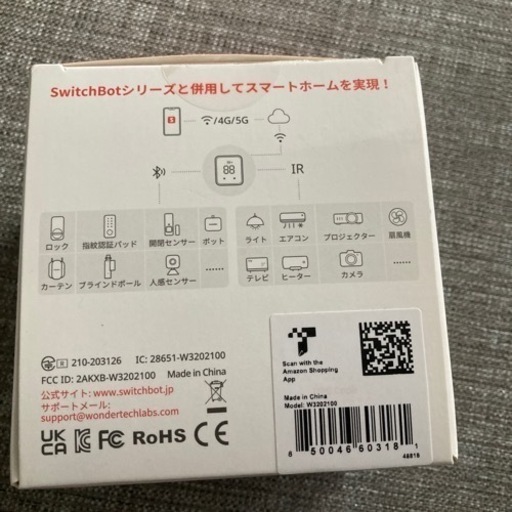 SwitchBotシリーズと併用してスマートホームを実現！
S
/4G/5G
88
IR
ロック 指紋認証パッド 開閉センサー ボット
ライト エアコン プロジェクター 扇風機
カーテン ブラインドポール 人感センサー ……
テレビ ヒーター カメラ ……
R 210-203126 IC: 28651-W3202100
FCC ID: 2AKXB-W3202100 Made in China
公式サイト: www.switchbot.jp
サポートメール:
support@wondertechlabs.com
UK CA FC RoHS CE
Scan with the
Amazon Shopping
App
Made in China
Model: W3202100
8 50046 60318 1